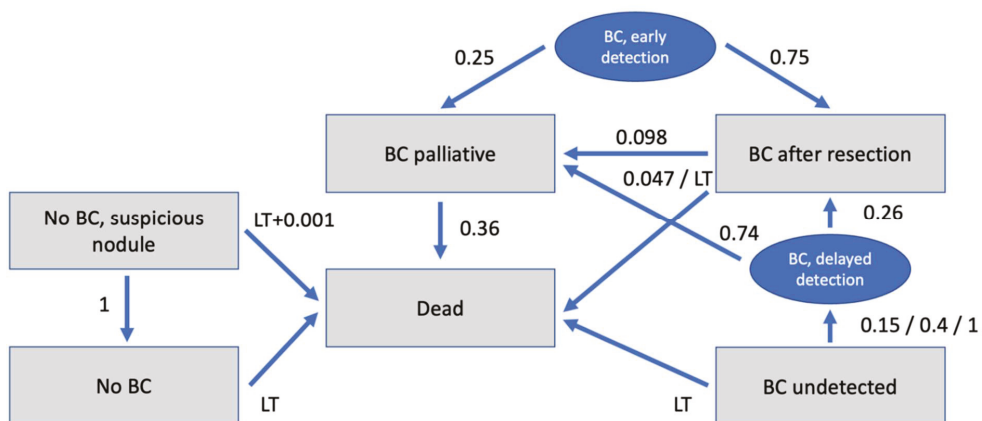 BC, early
detection
0.25
0.75
BC palliative
0.098
BC after resection
0.047 / LT
No BC, suspicious
nodule
LT+0.001
0.36
0.74
0.26
BC, delayed
detection
1
Dead
0.15 / 0.4 / 1
No BC
LT
LT
BC undetected